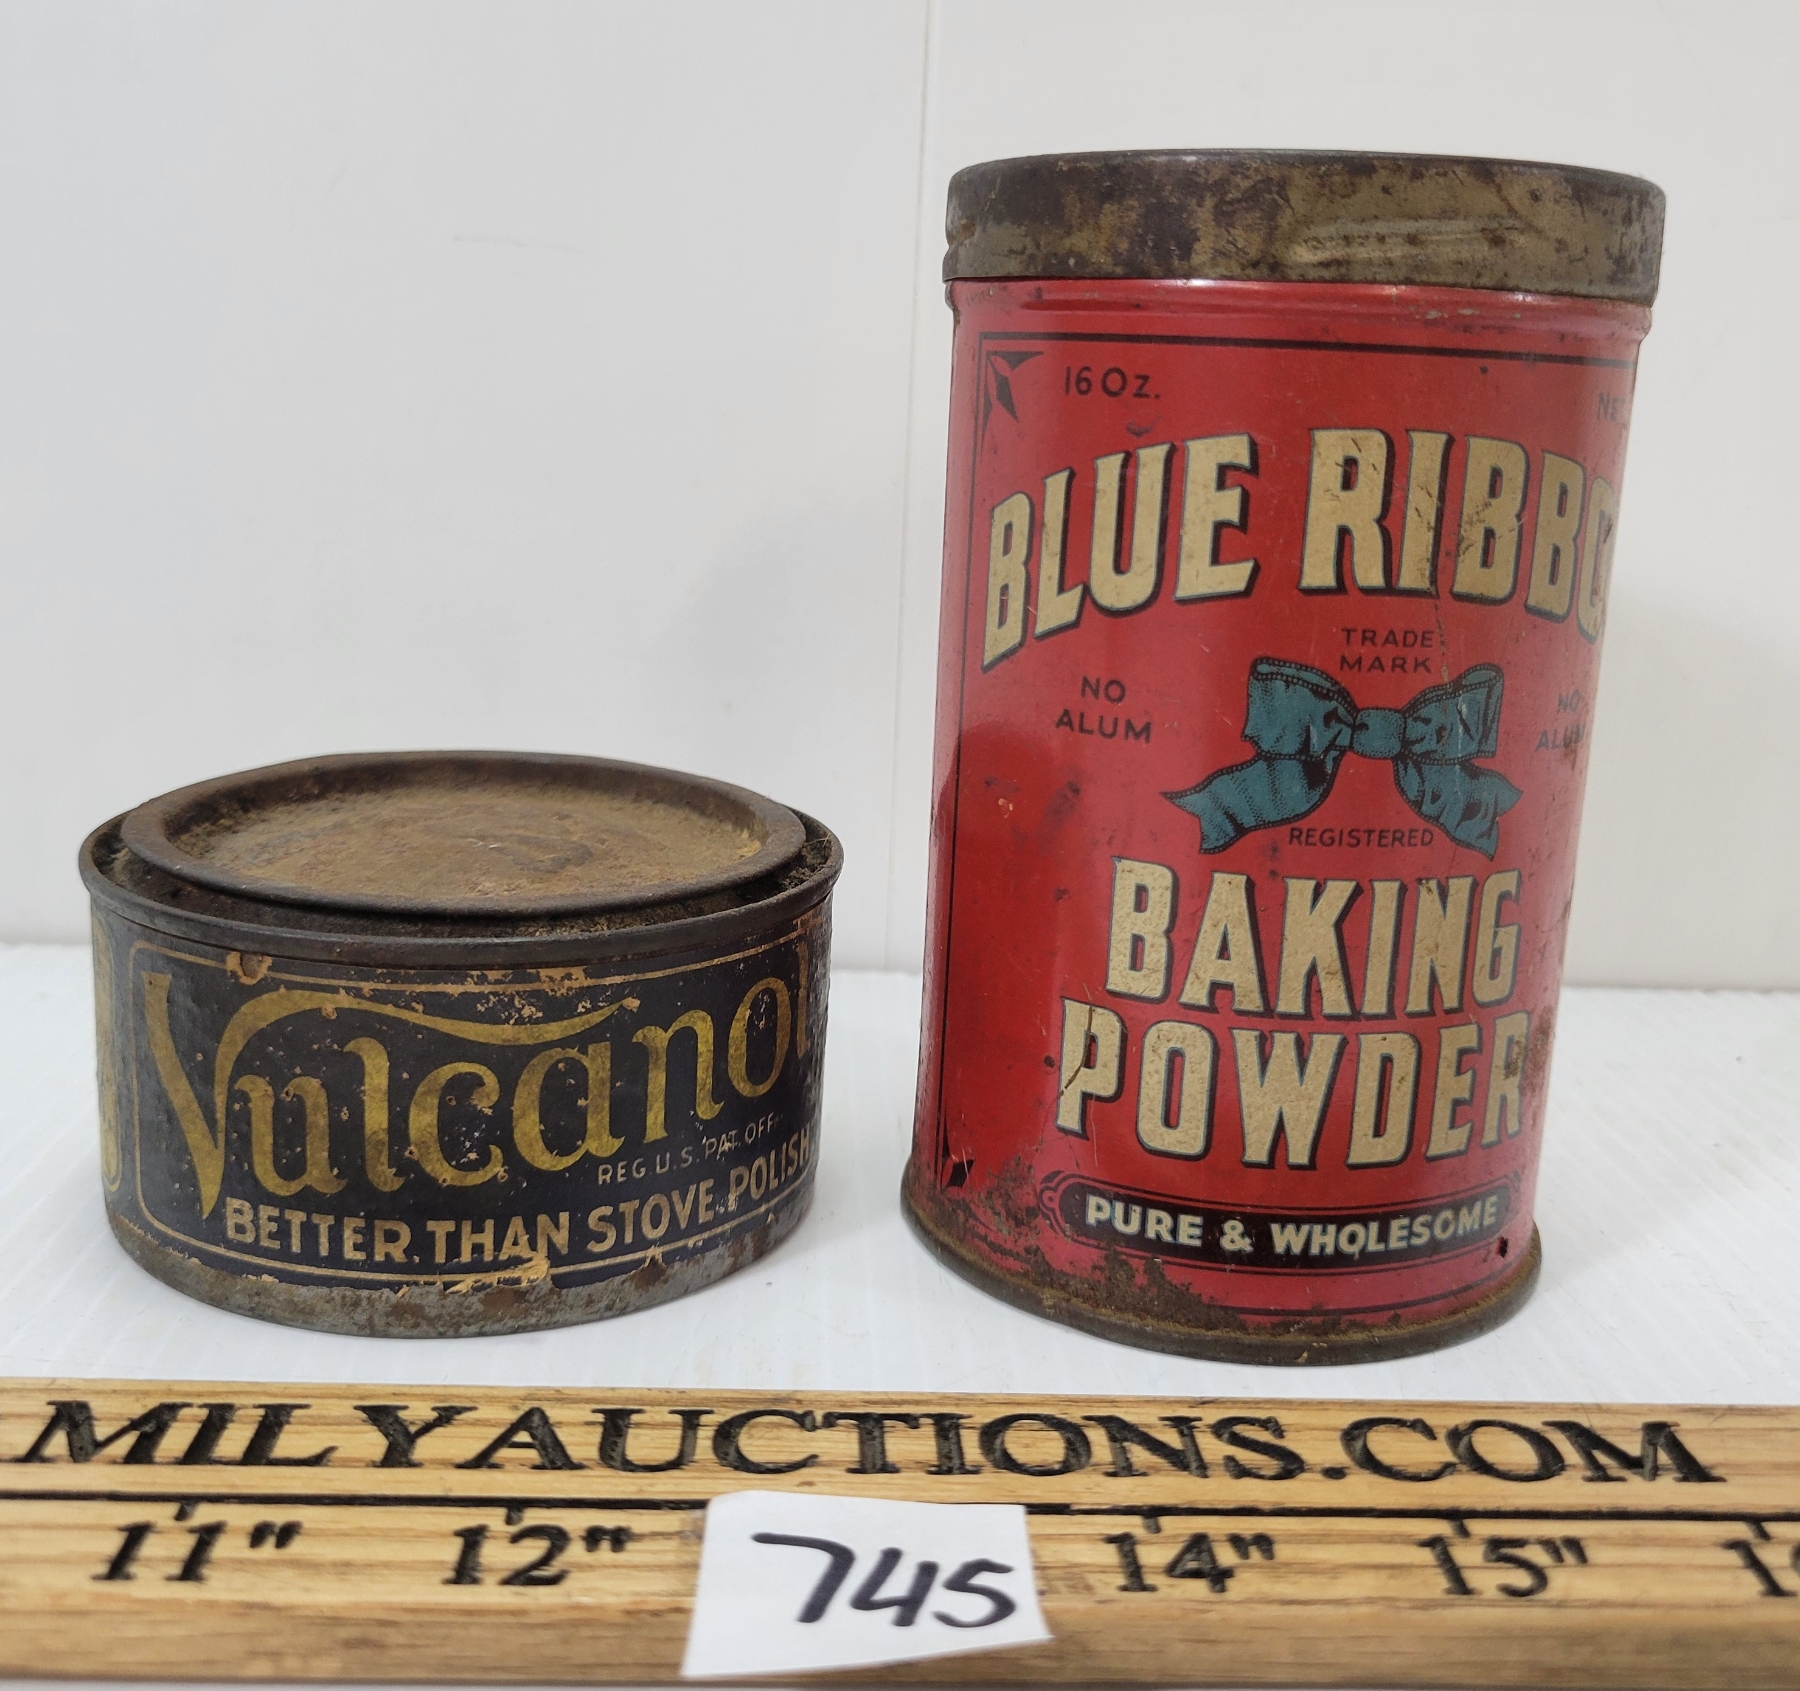 16 Oz.
BLUE RIBBO
TRADE
MARK
NO
ALUM
NO
ALUM
REGISTERED
BAKING
POWDER
PURE & WHOLESOME
Vulcanol
REG U.S. PAT. OFF.
BETTER THAN STOVE POLISH
MILYAUCTIONS.COM
11" 12" 14" 15"
745